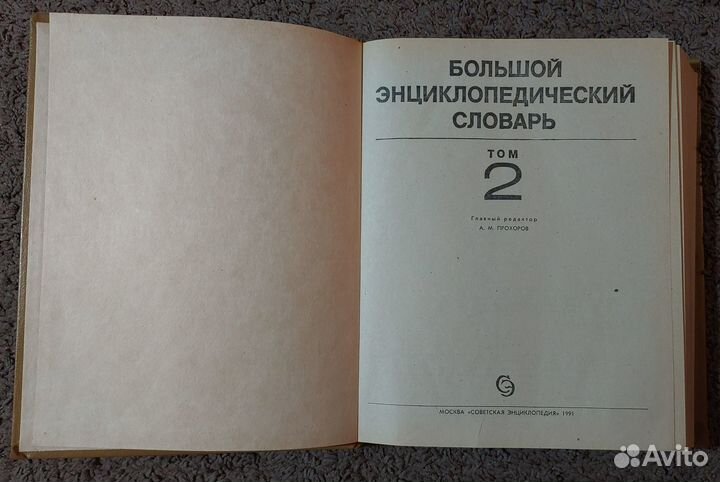 БОЛЬШОЙ
ЭНЦИКЛОПЕДИЧЕСКИЙ
СЛОВАРЬ
ТОМ
2
Главный редактор
А. М. ПРОХОРОВ
МОСКВА «СОВЕТСКАЯ ЭНЦИКЛОПЕДИЯ» 1991
Avito